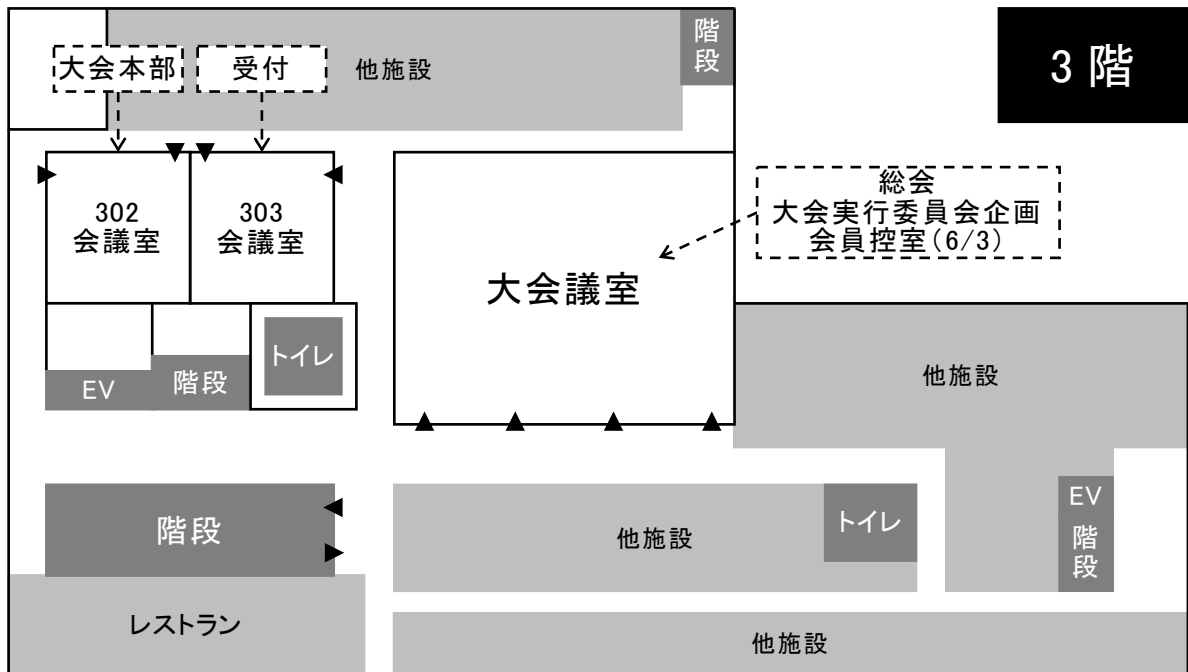 大会本部
受付
他施設
階
段
3階
302
会議室
303
会議室
総会
大会実行委員会企画
会員控室(6/3)
大会議室
EV
階段
トイレ
他施設
階段
他施設
トイレ
EV
階
段
レストラン
他施設